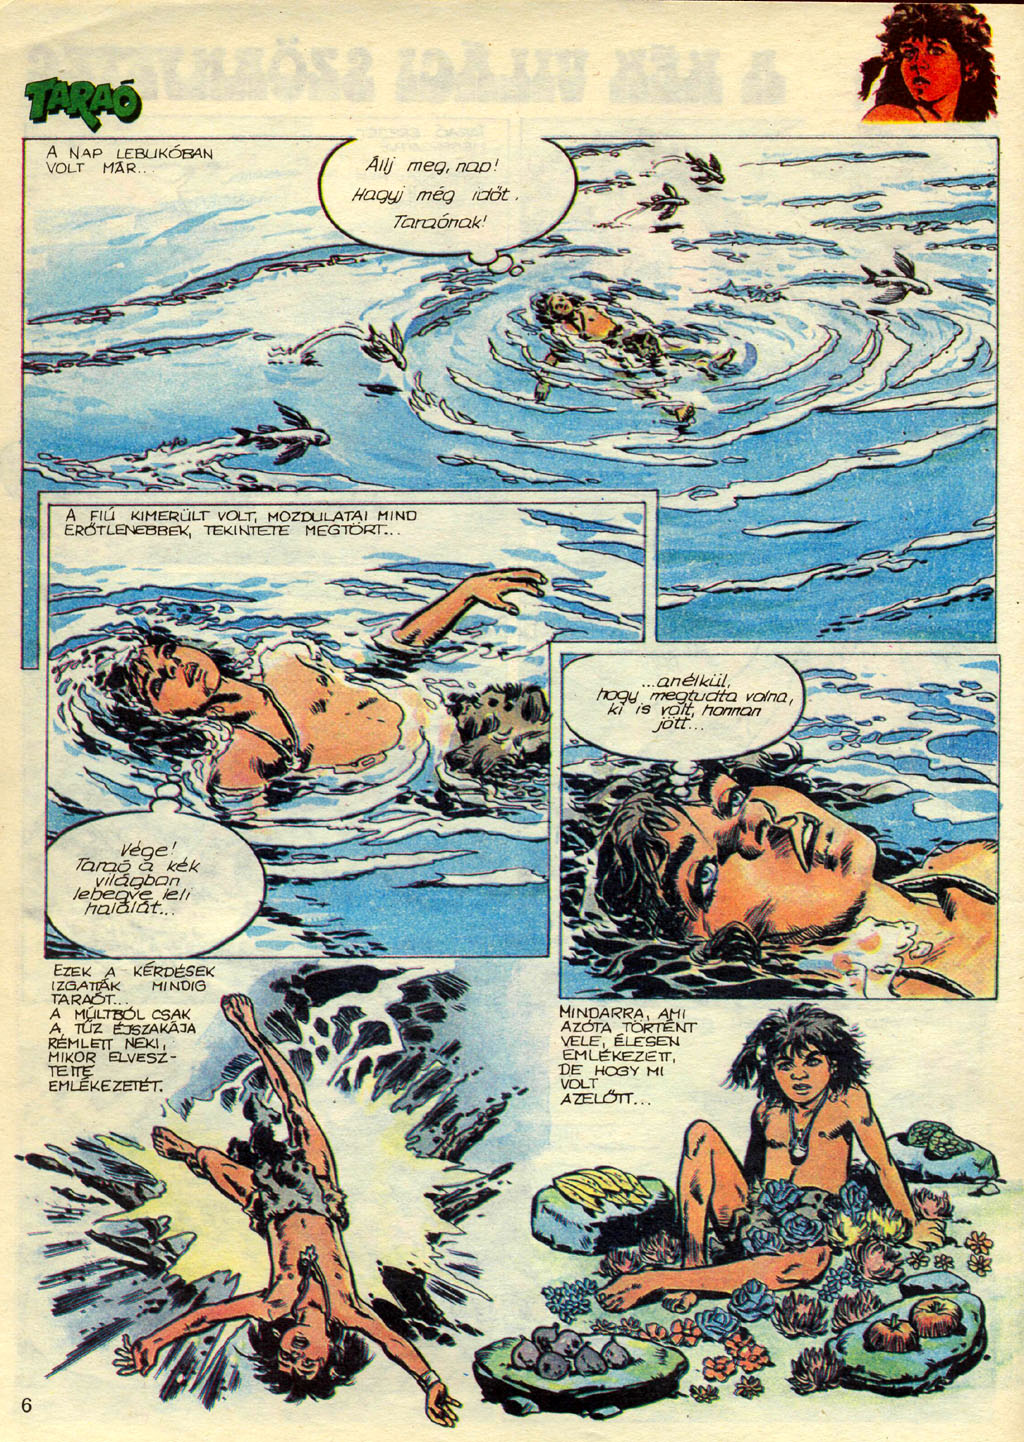 TARAÓ
A NAP LEBUKÓBAN
VOLT MÁR...
Állj meg, nap!
Hagyj még időt.
Taraónak!
A FIÚ KIMERÜLT VOLT, MOZDULATAI MIND
ERŐTLENEBBEK, TEKINTETE MEGTÖRT...
Vége!
Taraó a kék
világban
lebegve leli
halálát...
...anélkül,
hogy megtudta volna,
ki is volt, honnan
jött...
EZEK A KÉRDÉSEK
IZGATTÁK MINDIG
TARAÓT...
A MÚLTBÓL CSAK
A TŰZ ÉJSZAKÁJA
RÉMLETT NEKI,
MIKOR ELVESZ-
TETTE
EMLÉKEZETÉT.
MINDARRA, AMI
AZÓTA TÖRTÉNT
VELE, ÉLESEN
EMLÉKEZETT,
DE HOGY MI
VOLT
AZELŐTT...
6